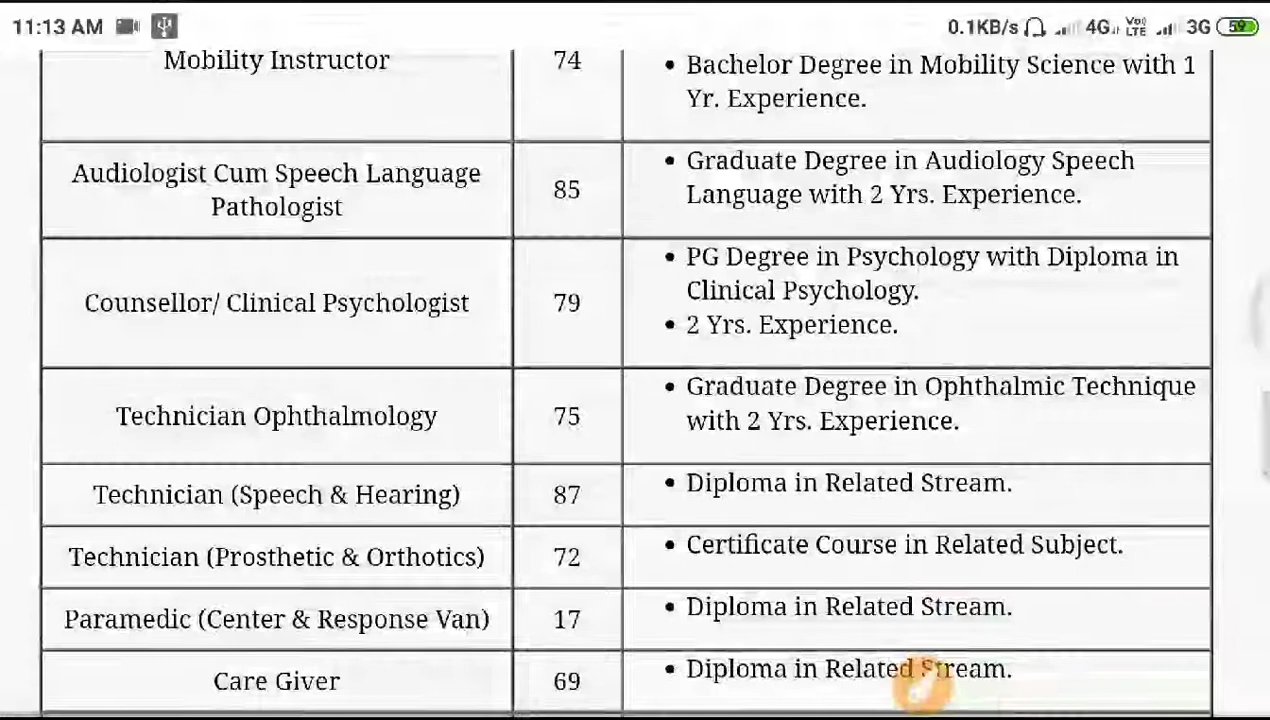 11:13 AM
0.1KB/s 4G Vo) LTE 3G 59
Mobility Instructor
74
• Bachelor Degree in Mobility Science with 1
Yr. Experience.
Audiologist Cum Speech Language
Pathologist
85
• Graduate Degree in Audiology Speech
Language with 2 Yrs. Experience.
Counsellor/ Clinical Psychologist
79
• PG Degree in Psychology with Diploma in
Clinical Psychology.
• 2 Yrs. Experience.
Technician Ophthalmology
75
• Graduate Degree in Ophthalmic Technique
with 2 Yrs. Experience.
Technician (Speech & Hearing)
87
• Diploma in Related Stream.
Technician (Prosthetic & Orthotics)
72
• Certificate Course in Related Subject.
Paramedic (Center & Response Van)
17
• Diploma in Related Stream.
Care Giver
69
• Diploma in Related Stream.